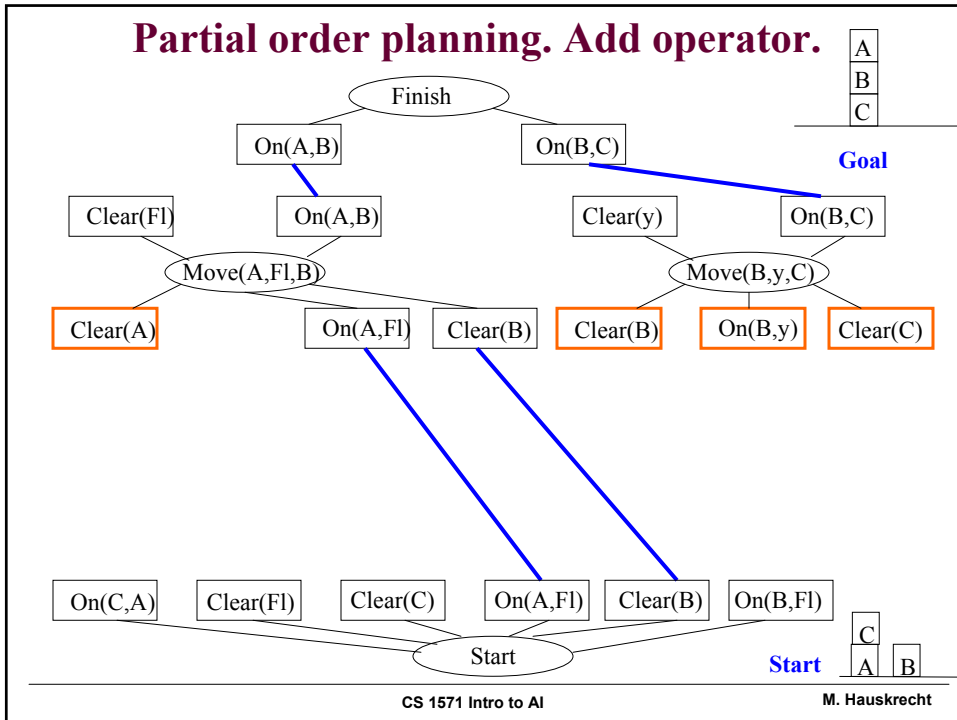 Partial order planning. Add operator.
A
B
C
Finish
On(A,B) On(B,C)
Goal
Clear(Fl) On(A,B) Clear(y) On(B,C)
Move(A,Fl,B) Move(B,y,C)
Clear(A) On(A,Fl) Clear(B) Clear(B) On(B,y) Clear(C)
On(C,A) Clear(Fl) Clear(C) On(A,Fl) Clear(B) On(B,Fl)
C
Start Start A B
CS 1571 Intro to AI M. Hauskrecht